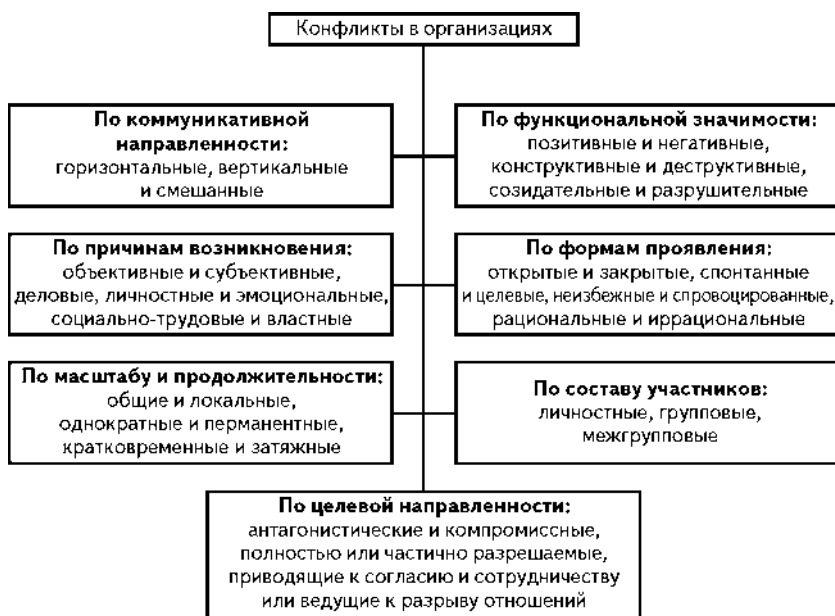 Конфликты в организациях
По коммуникативной
направленности:
горизонтальные, вертикальные
и смешанные
По функциональной значимости:
позитивные и негативные,
конструктивные и деструктивные,
созидательные и разрушительные
По причинам возникновения:
объективные и субъективные,
деловые, личностные и эмоциональные,
социально-трудовые и властные
По формам проявления:
открытые и закрытые, спонтанные
и целевые, неизбежные и спровоцированные,
рациональные и иррациональные
По масштабу и продолжительности:
общие и локальные,
однократные и перманентные,
кратковременные и затяжные
По составу участников:
личностные, групповые,
межгрупповые
По целевой направленности:
антагонистические и компромиссные,
полностью или частично разрешаемые,
приводящие к согласию и сотрудничеству
или ведущие к разрыву отношений